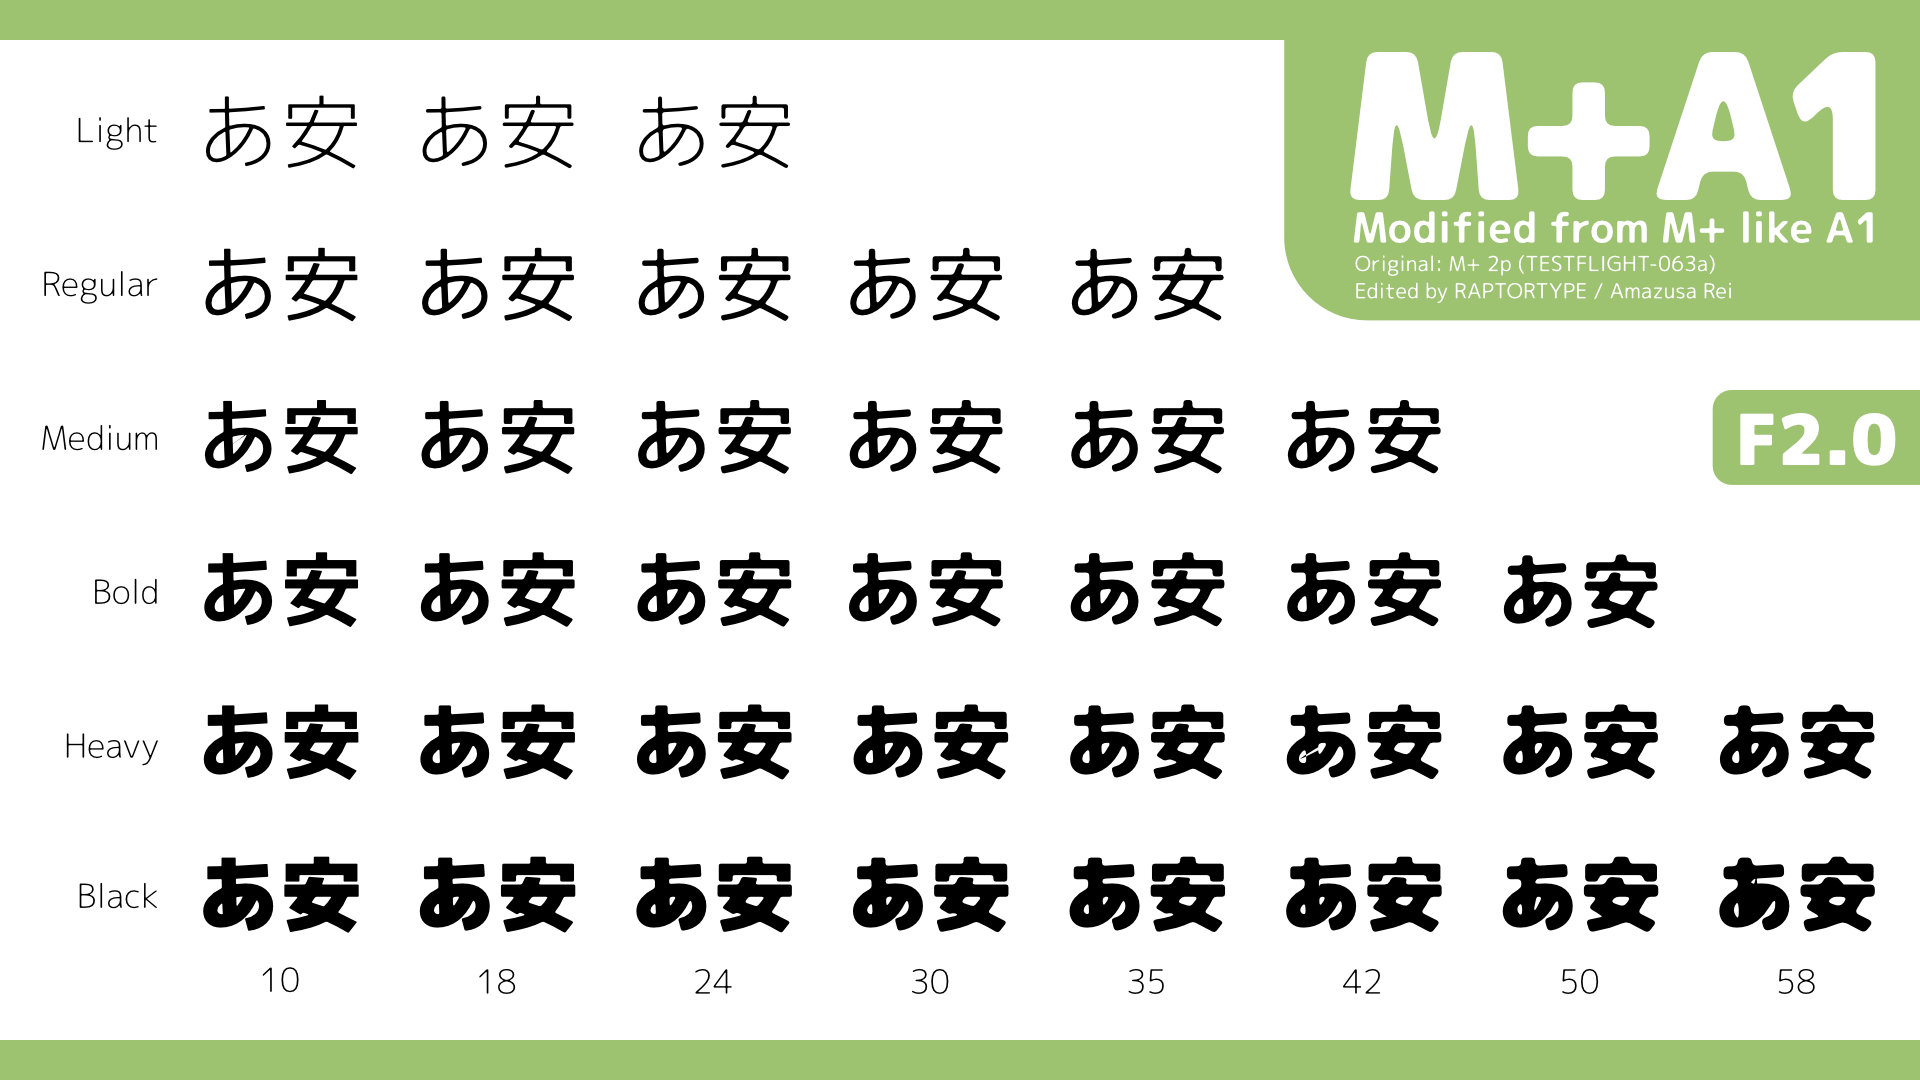 M+A1
Modified from M+ like A1
Original: M+ 2p (TESTFLIGHT-063a)
Edited by RAPTORTYPE / Amazusa Rei
F2.0
Light あ安 あ安 あ安
Regular あ安 あ安 あ安 あ安 あ安
Medium あ安 あ安 あ安 あ安 あ安 あ安
Bold あ安 あ安 あ安 あ安 あ安 あ安 あ安
Heavy あ安 あ安 あ安 あ安 あ安 あ安 あ安 あ安
Black あ安 あ安 あ安 あ安 あ安 あ安 あ安 あ安
10 18 24 30 35 42 50 58